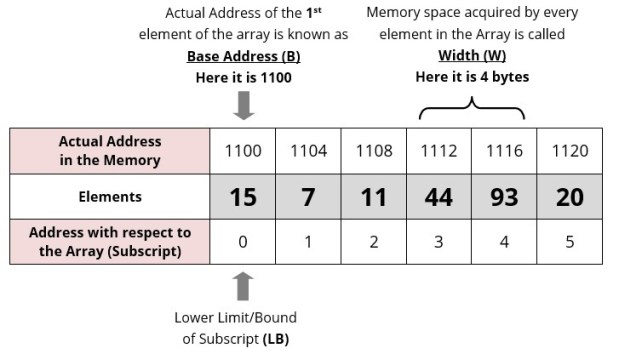 Actual Address of the 1st
element of the array is known as
Base Address (B)
Here it is 1100
Memory space acquired by every
element in the Array is called
Width (W)
Here it is 4 bytes
Actual Address
in the Memory
1100 1104 1108 1112 1116 1120
Elements
15 7 11 44 93 20
Address with respect to
the Array (Subscript)
0 1 2 3 4 5
Lower Limit/Bound
of Subscript (LB)